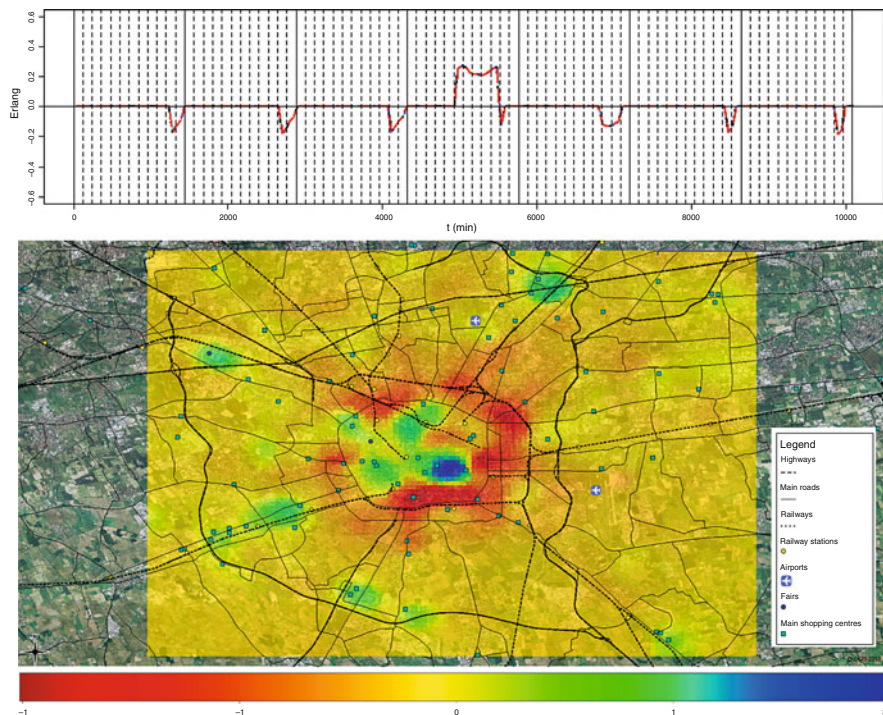 0.6
0.4
0.2
0.0
-0.2
-0.4
-0.6
Erlang
0 2000 4000 6000 8000 10000
t (min)
Legend
Highways
Main roads
Railways
Railway stations
Airports
Fairs
Main shopping centres
−1 −1 0 1